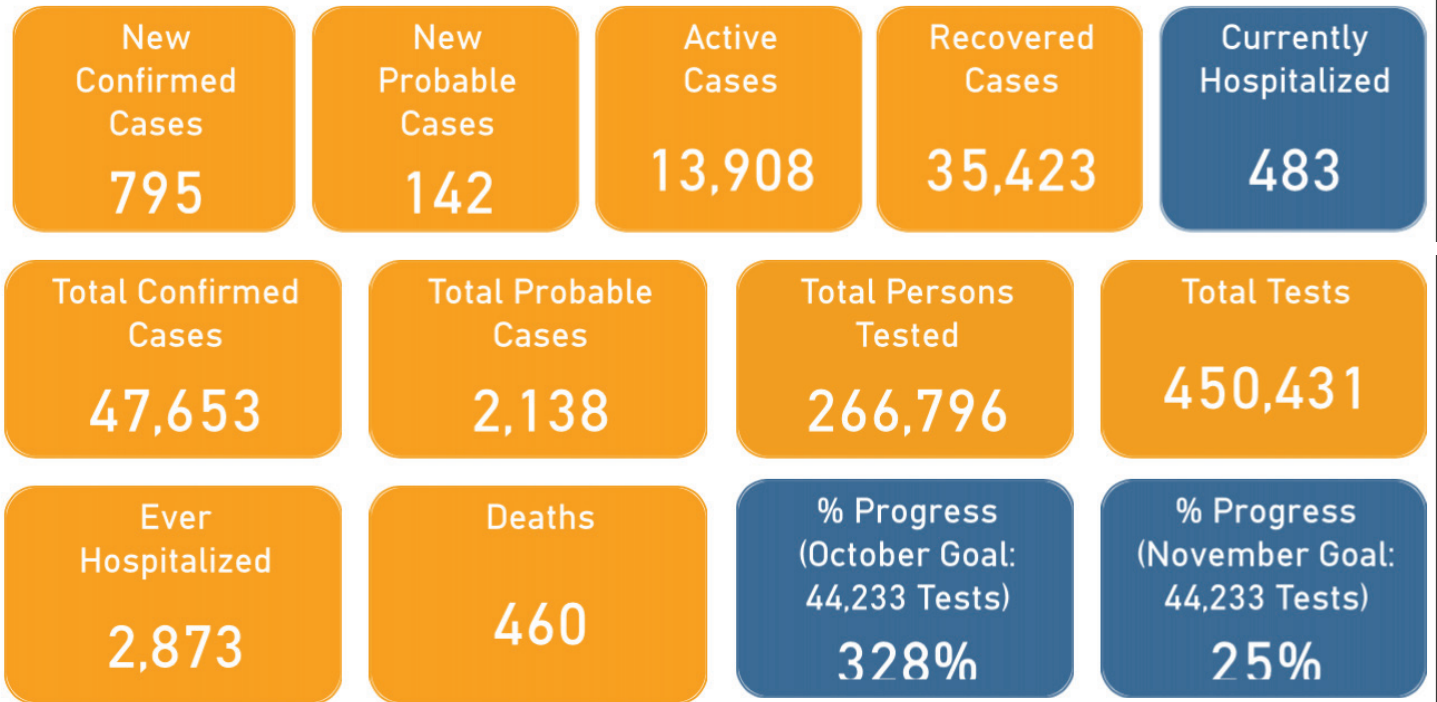 New
Confirmed
Cases
795
New
Probable
Cases
142
Active
Cases
13,908
Recovered
Cases
35,423
Currently
Hospitalized
483
Total Confirmed
Cases
47,653
Total Probable
Cases
2,138
Total Persons
Tested
266,796
Total Tests
450,431
Ever
Hospitalized
2,873
Deaths
460
% Progress
(October Goal:
44,233 Tests)
328%
% Progress
(November Goal:
44,233 Tests)
25%